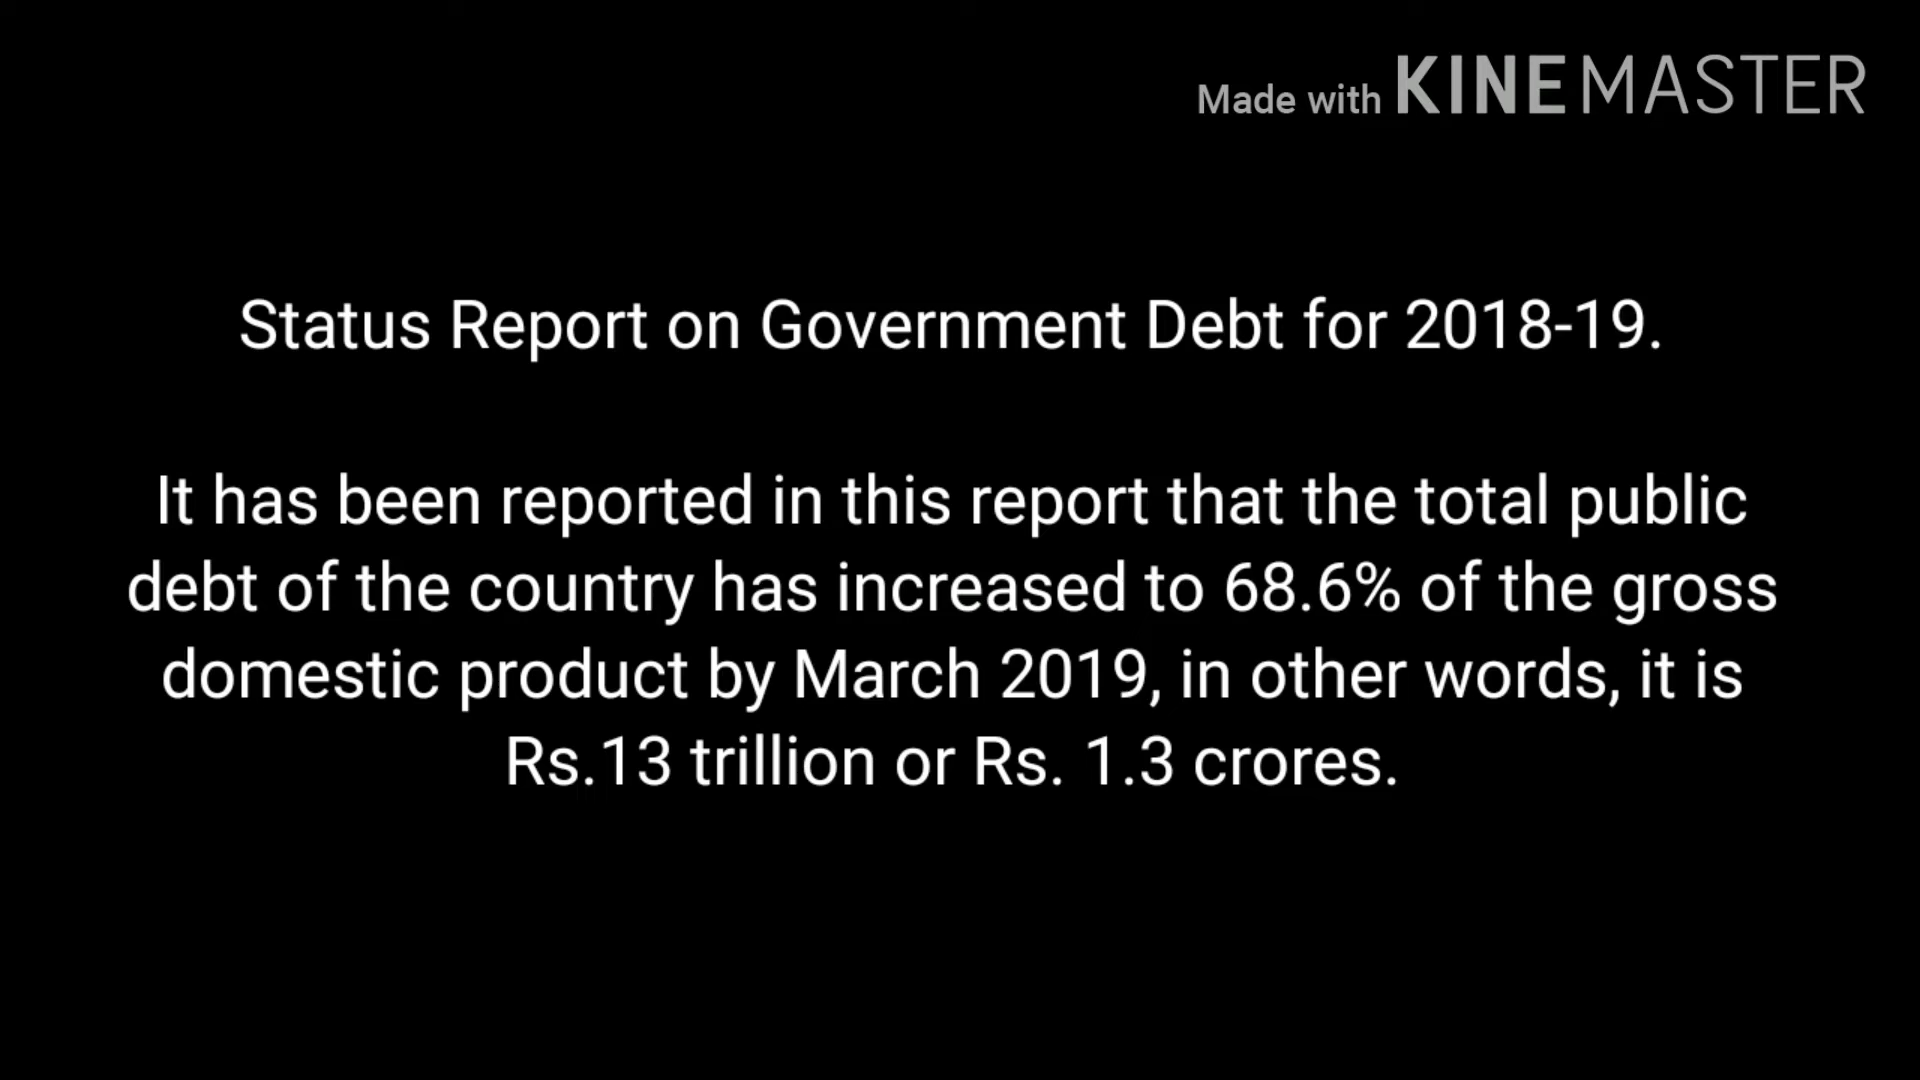 Made with KINEMASTER
Status Report on Government Debt for 2018-19.
It has been reported in this report that the total public
debt of the country has increased to 68.6% of the gross
domestic product by March 2019, in other words, it is
Rs.13 trillion or Rs. 1.3 crores.